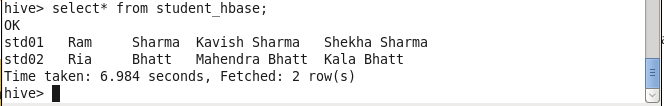 hive> select* from student_hbase;
OK
std01 Ram Sharma Kavish Sharma Shekha Sharma
std02 Ria Bhatt Mahendra Bhatt Kala Bhatt
Time taken: 6.984 seconds, Fetched: 2 row(s)
hive>